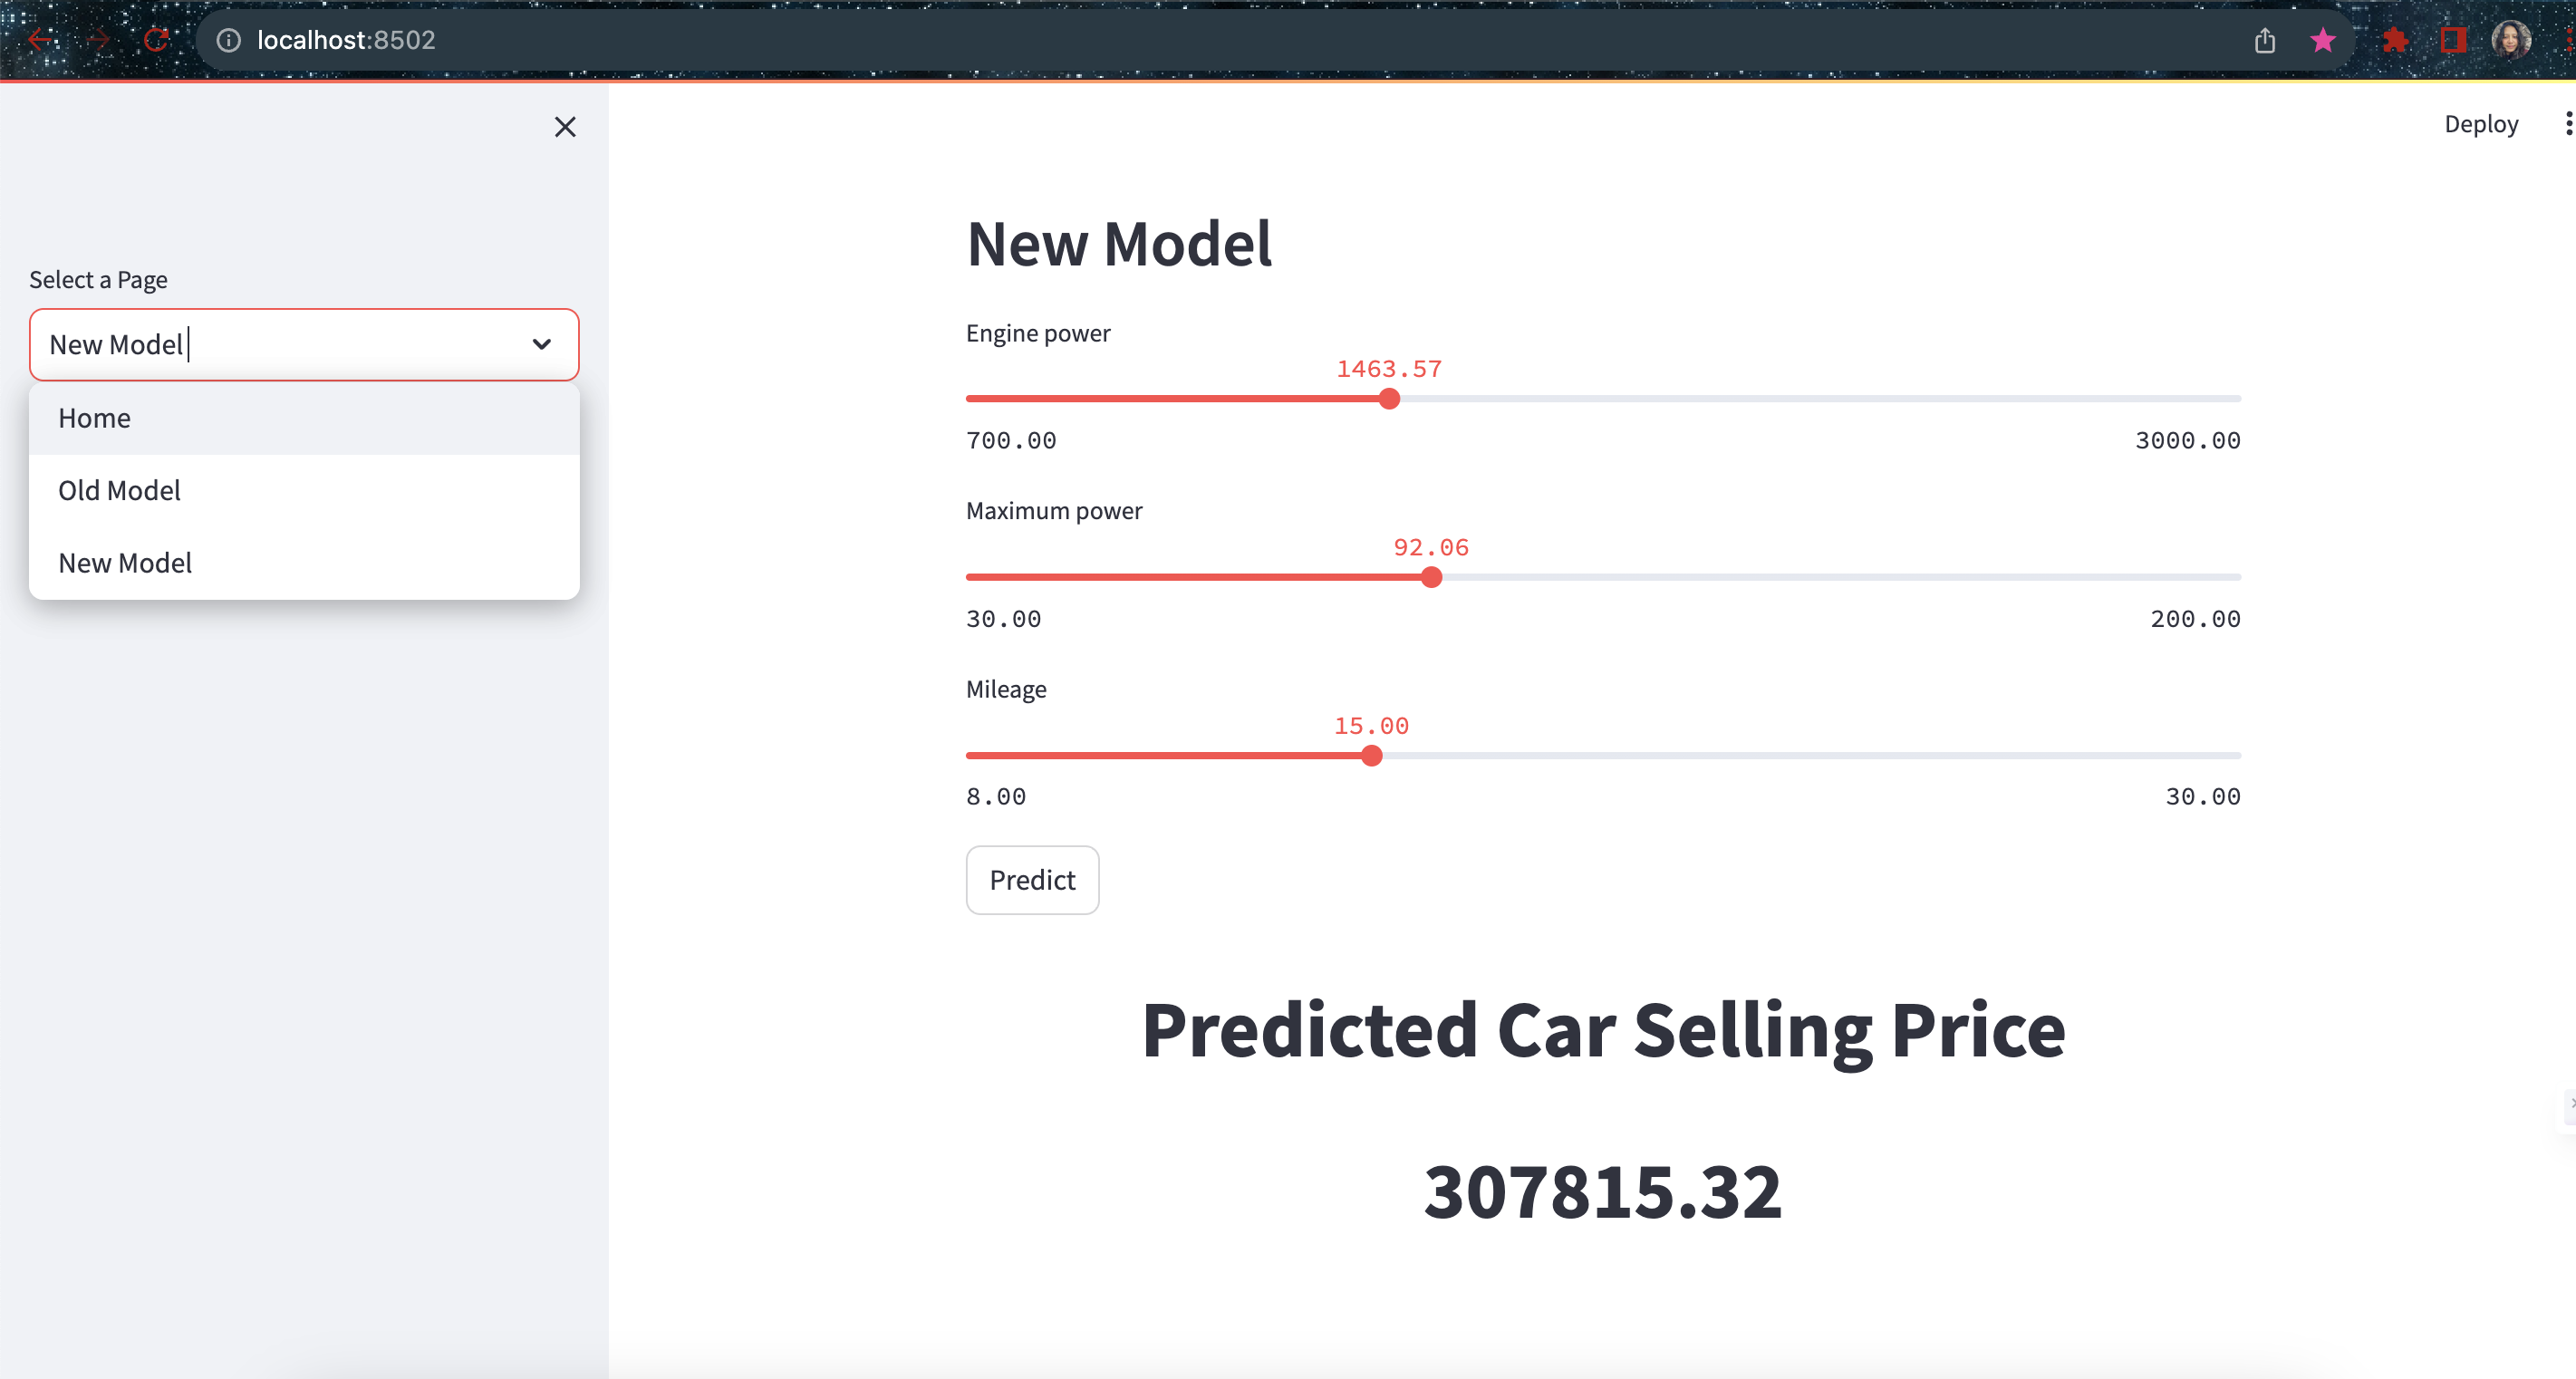 localhost:8502
Deploy
Select a Page
New Model
Home
Old Model
New Model
New Model
Engine power
1463.57
700.00 3000.00
Maximum power
92.06
30.00 200.00
Mileage
15.00
8.00 30.00
Predict
Predicted Car Selling Price
307815.32